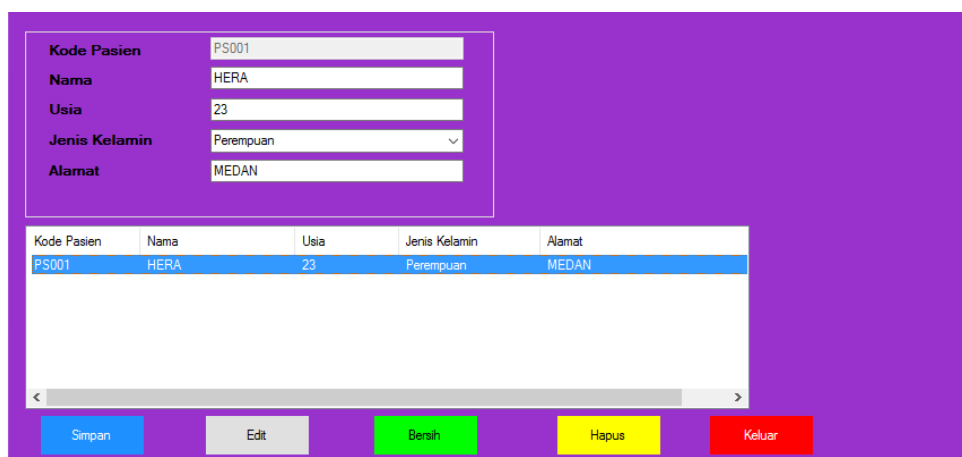 Kode Pasien PS001
Nama HERA
Usia 23
Jenis Kelamin Perempuan
Alamat MEDAN
Kode Pasien Nama Usia Jenis Kelamin Alamat
PS001 HERA 23 Perempuan MEDAN
Simpan Edit Bersih Hapus Keluar